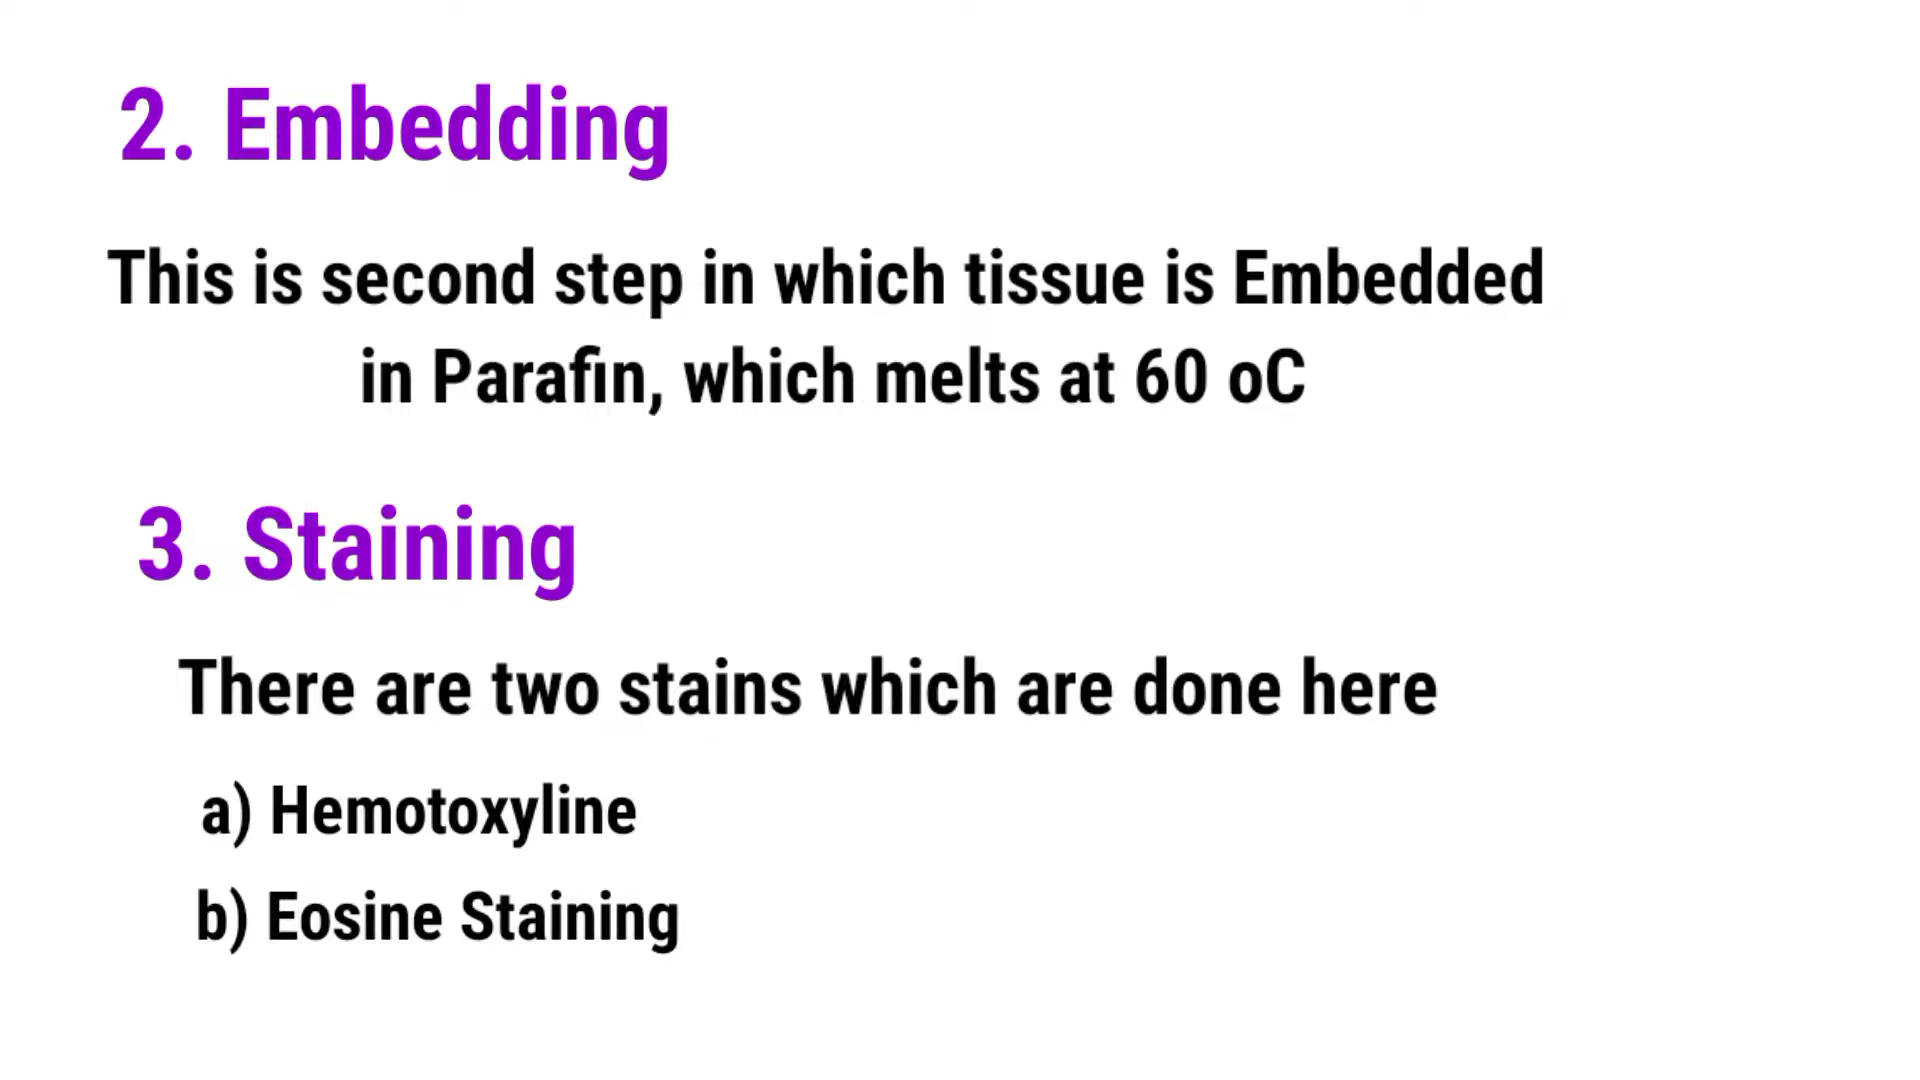 2. Embedding
This is second step in which tissue is Embedded
in Parafin, which melts at 60 oC
3. Staining
There are two stains which are done here
a) Hemotoxyline
b) Eosine Staining